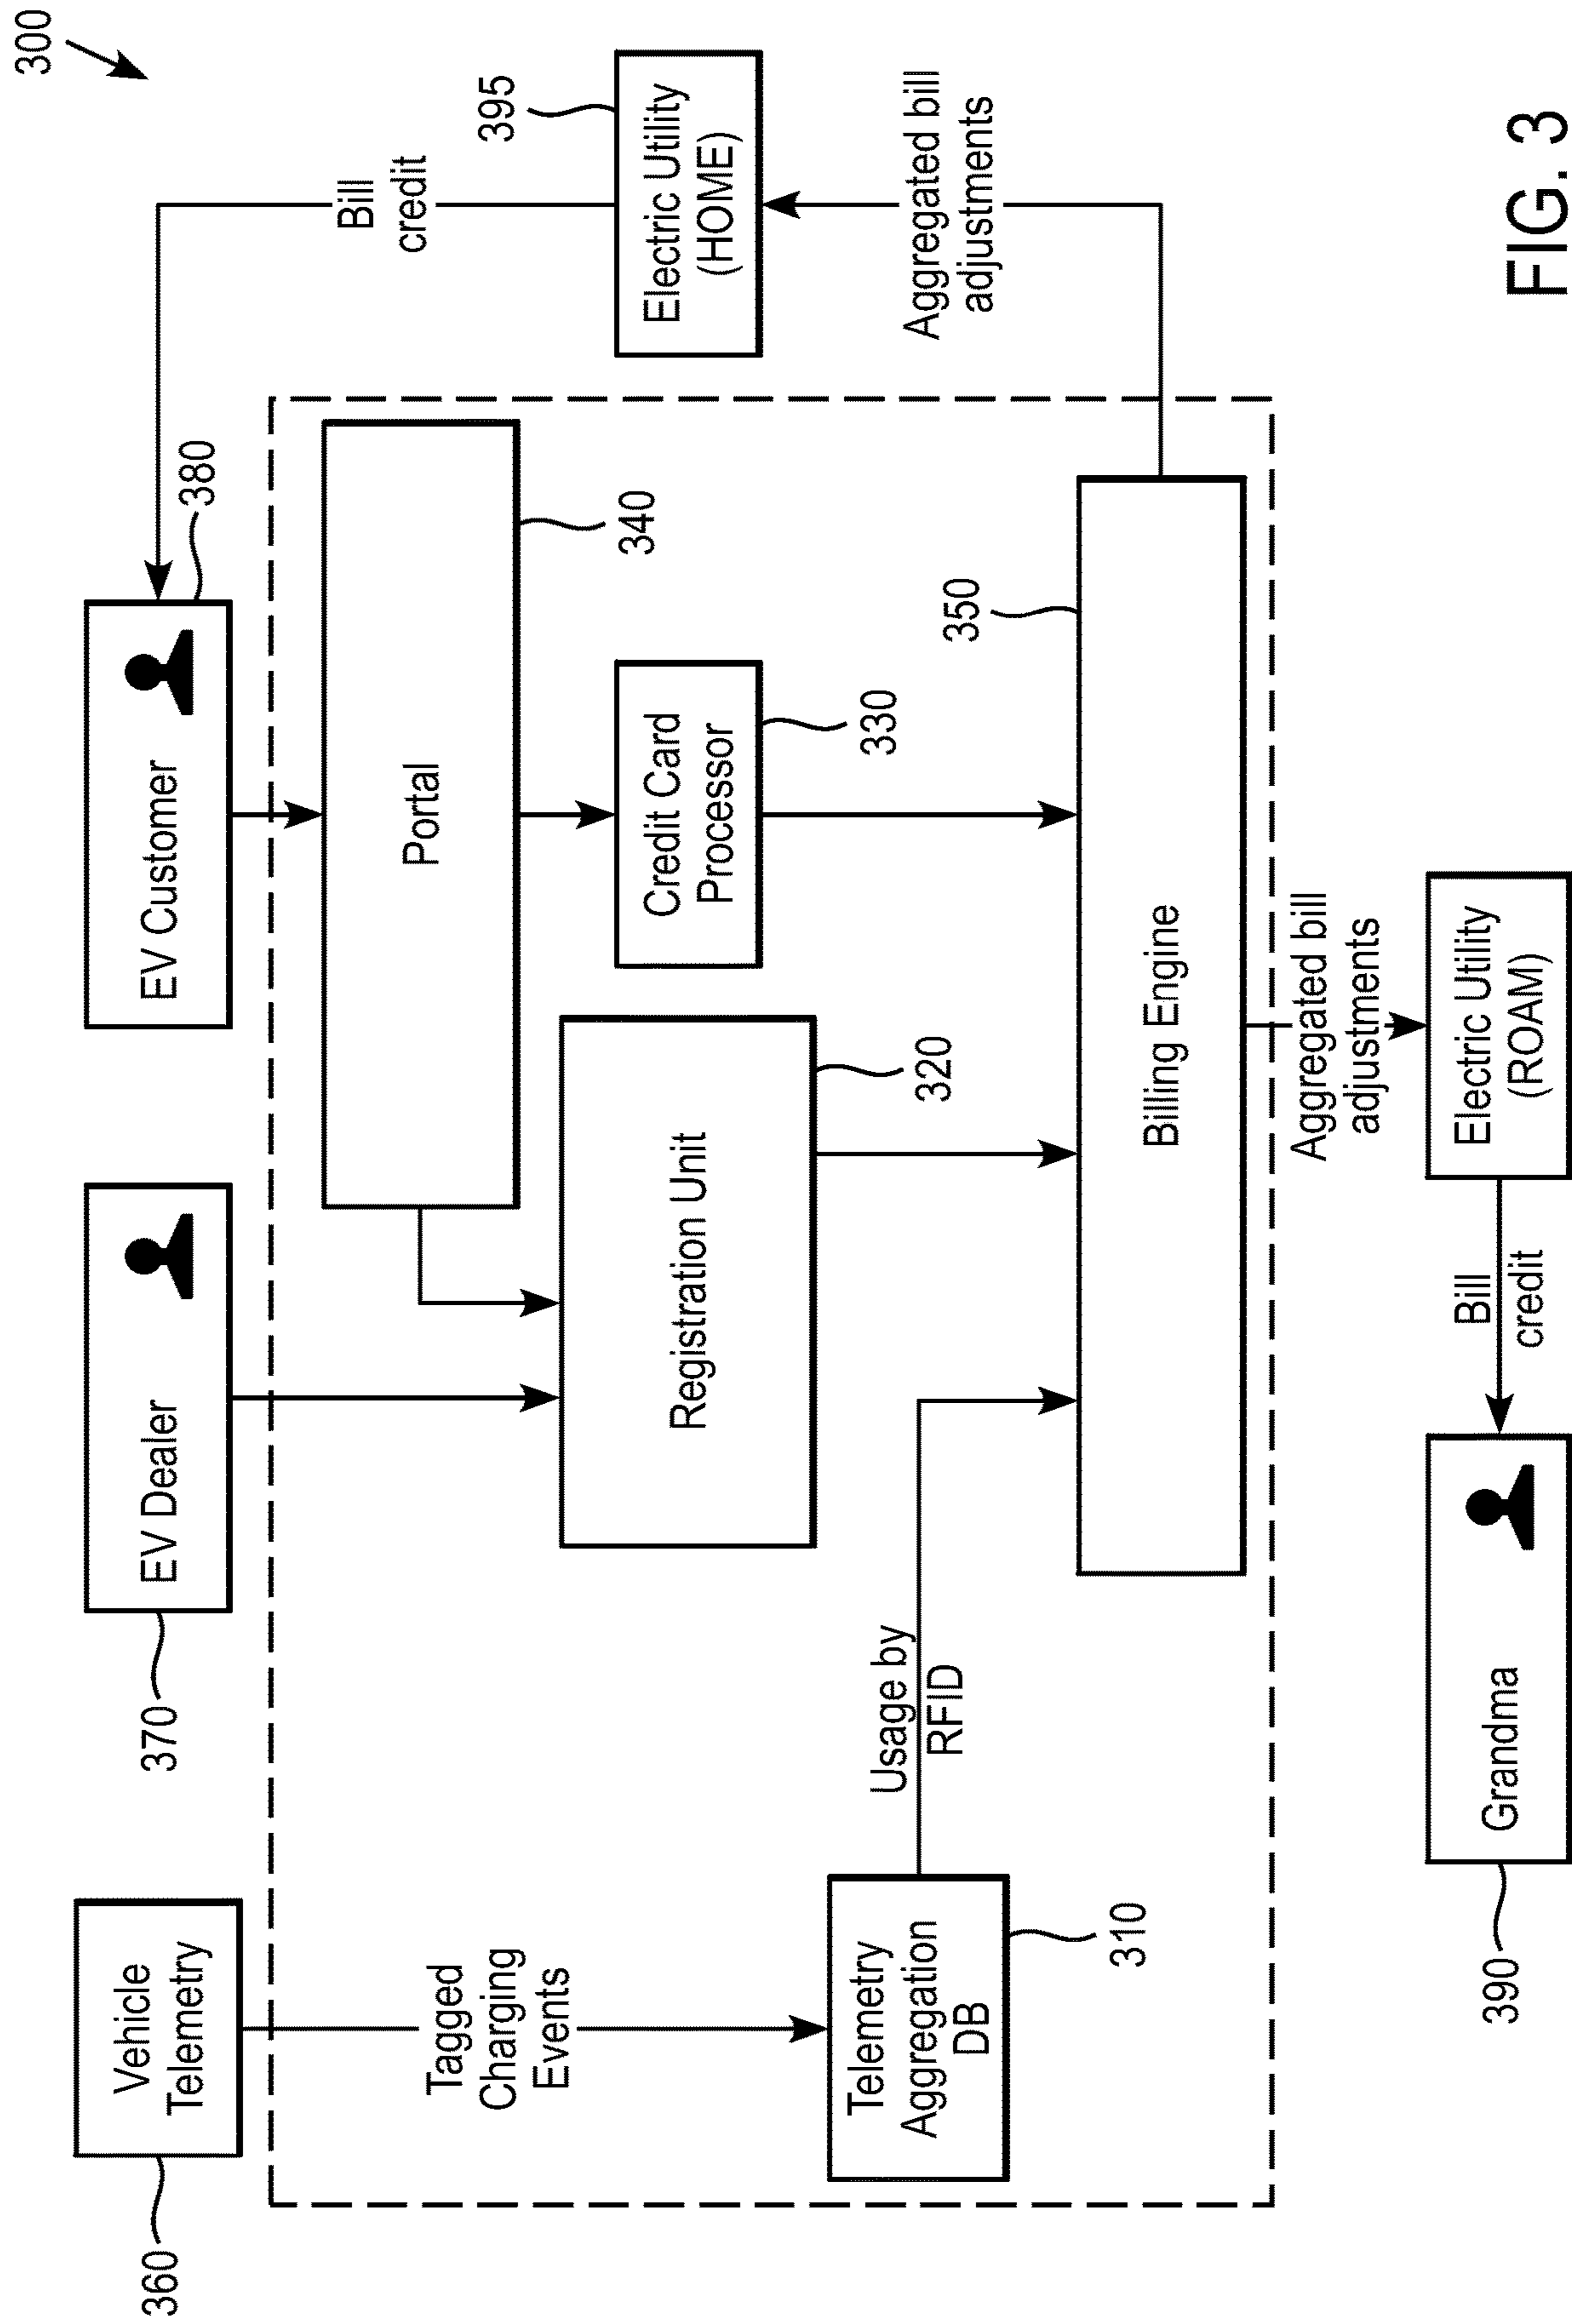 300
360
Vehicle
Telemetry
370
EV Dealer
EV Customer
380
Bill
credit
Tagged
Charging
Events
Portal
340
395
Electric Utility
(HOME)
Registration Unit
320
Credit Card
Processor
330
Aggregated bill
adjustments
Telemetry
Aggregation
DB
310
Usage by
RFID
350
Billing Engine
Aggregated bill
adjustments
390
Grandma
Bill
credit
Electric Utility
(ROAM)
FIG. 3